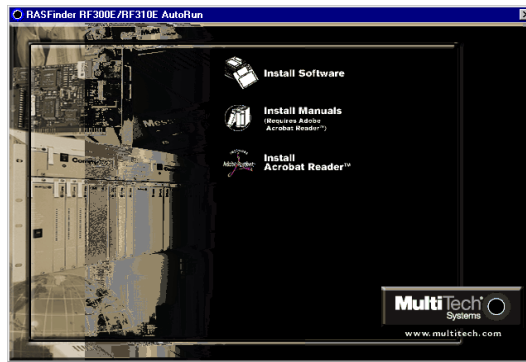 RASFinder RF300E/RF310E AutoRun
Install Software
Install Manuals
(Requires Adobe
Acrobat Reader™)
Install
Acrobat Reader™
MultiTech
Systems
www.multitech.com